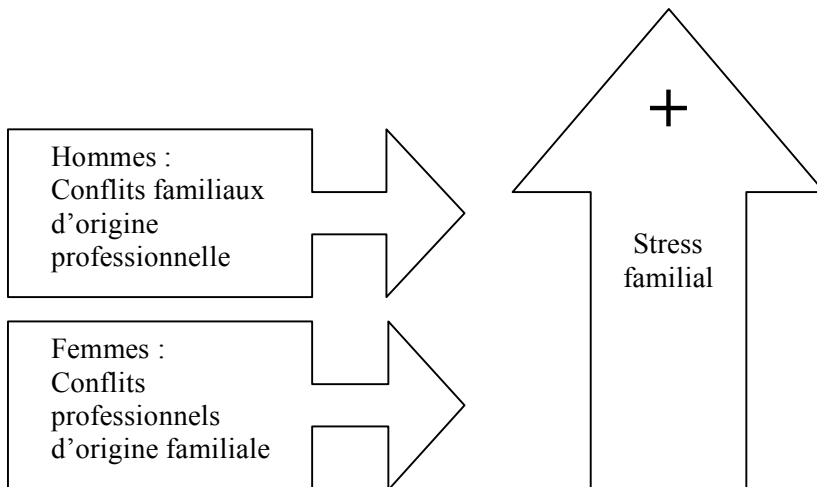 +
Hommes :
Conflits familiaux
d’origine
professionnelle
Stress
familial
Femmes :
Conflits
professionnels
d’origine familiale